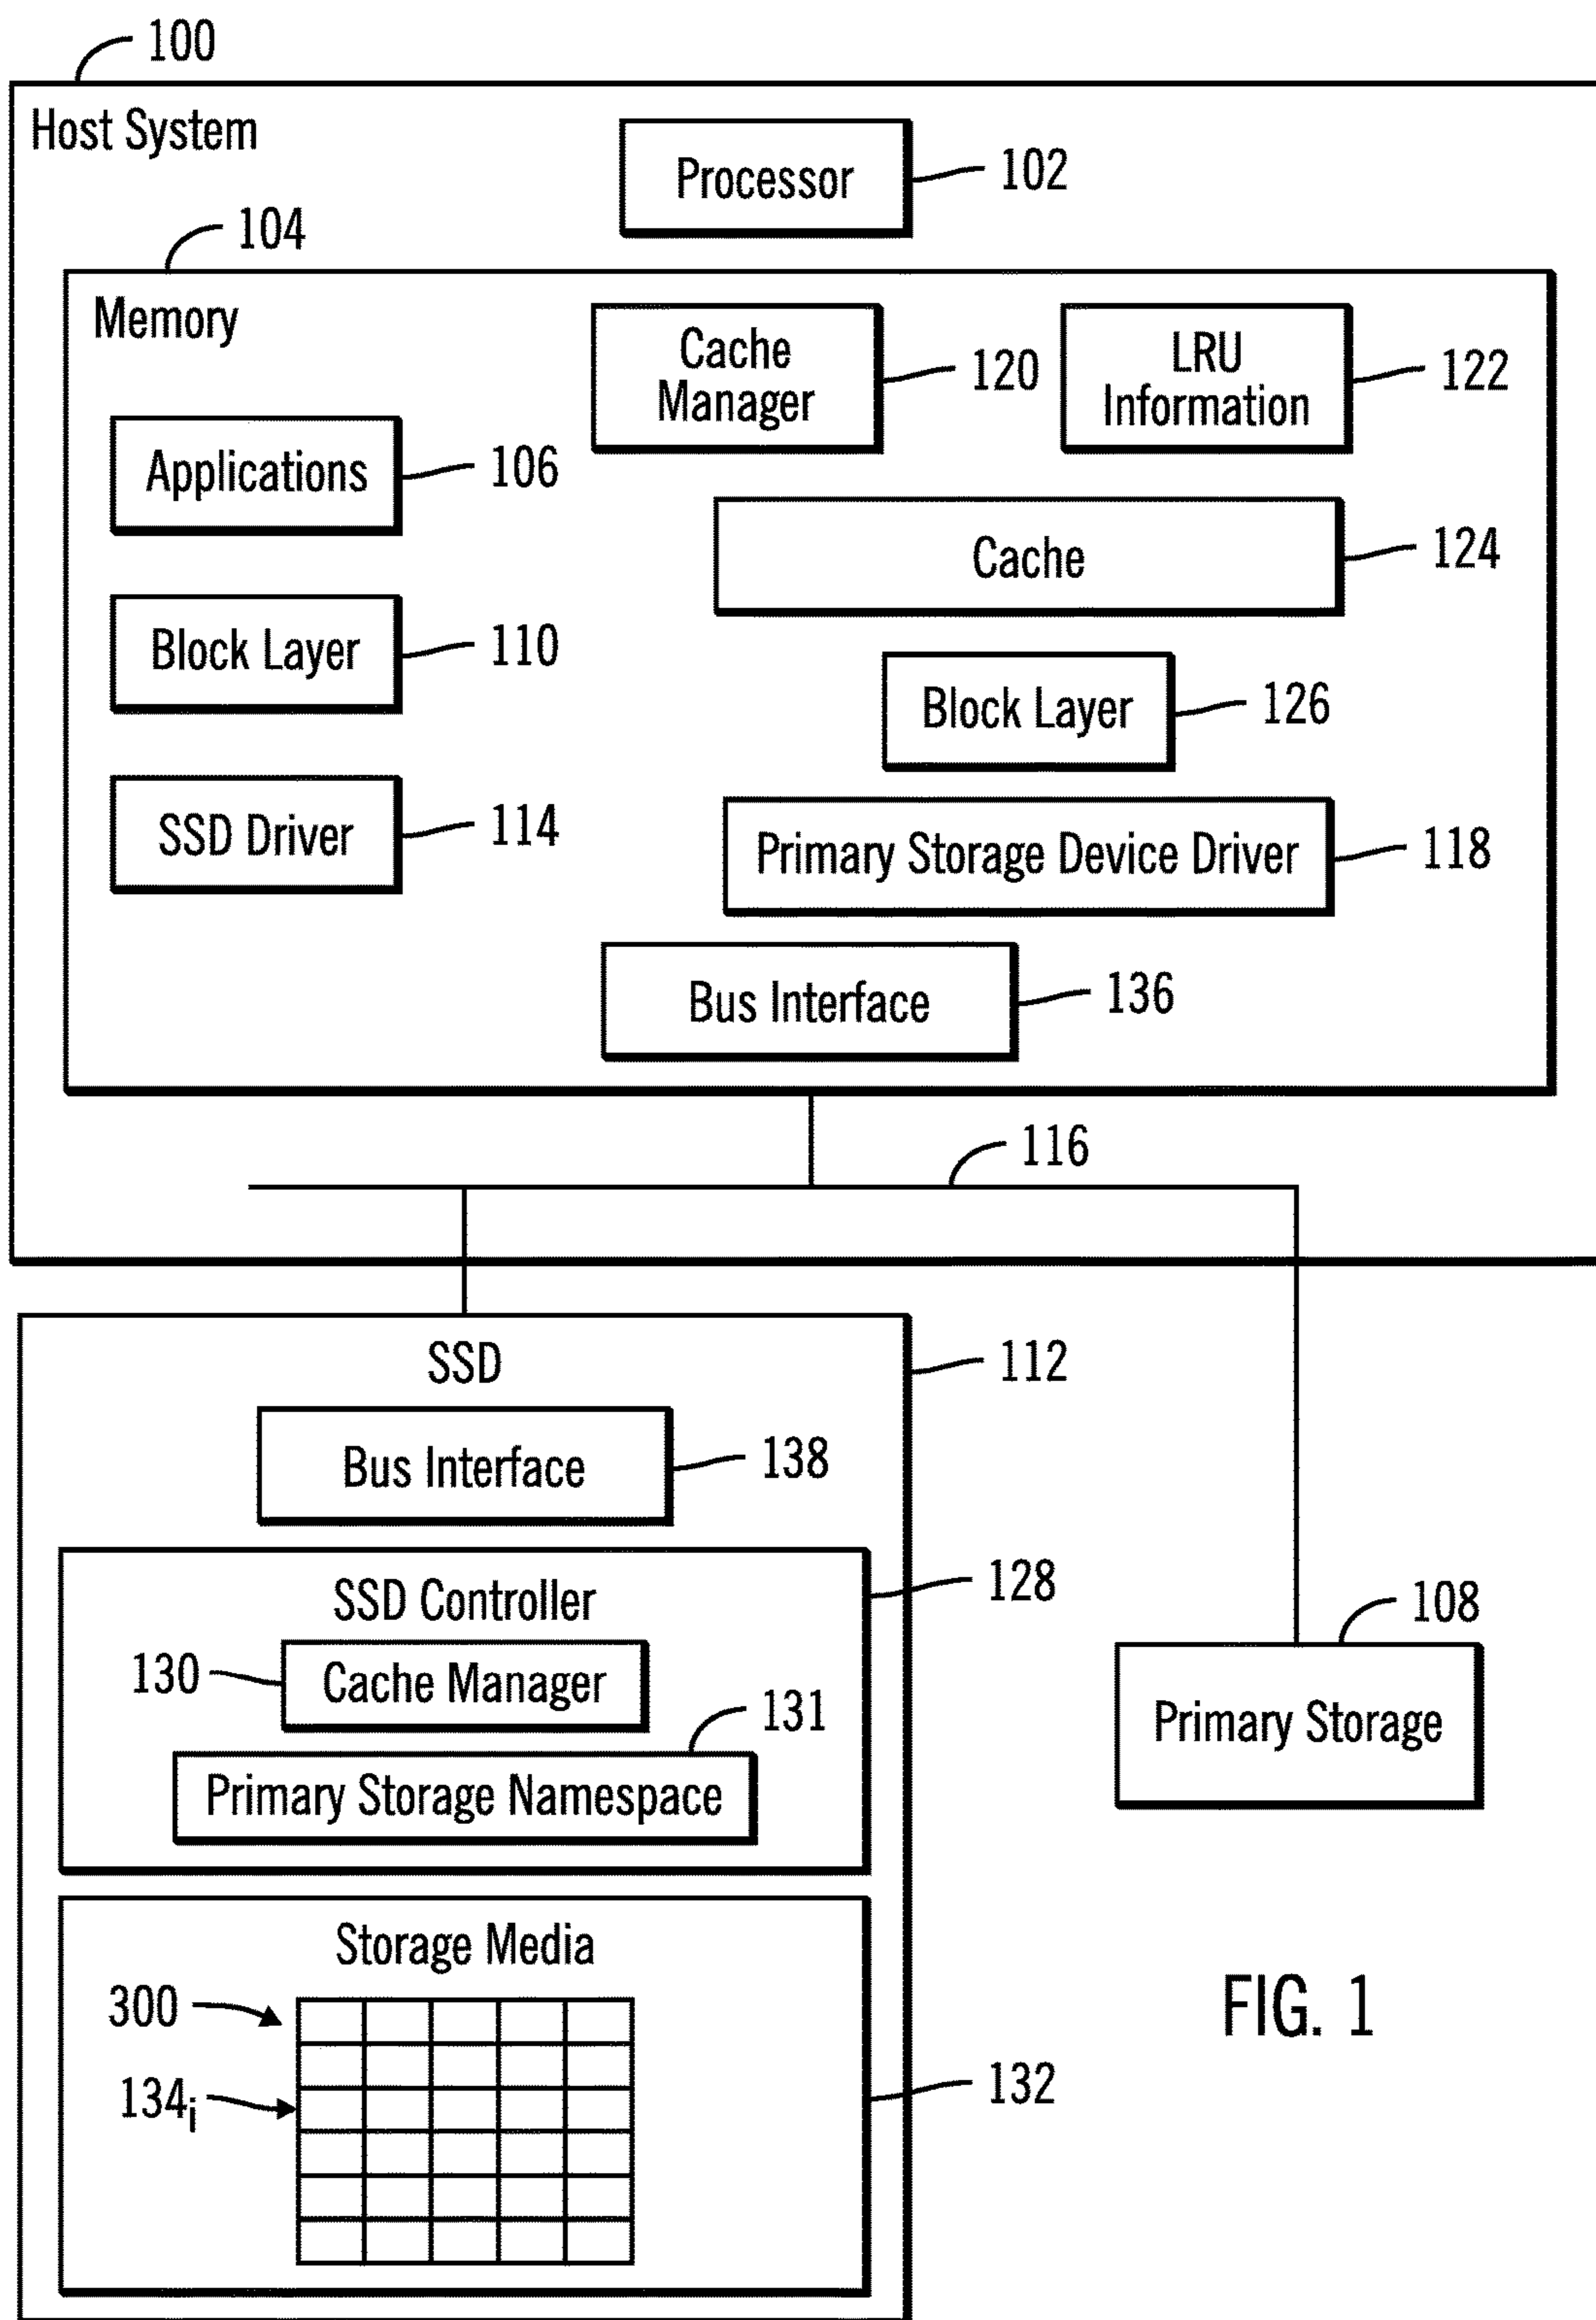 100
Host System
Processor
102
104
Memory
Cache
Manager
120
LRU
Information
122
Applications
106
Cache
124
Block Layer
110
Block Layer
126
SSD Driver
114
Primary Storage Device Driver
118
Bus Interface
136
116
SSD
112
Bus Interface
138
SSD Controller
128
130
Cache Manager
131
Primary Storage Namespace
108
Primary Storage
Storage Media
300
134i
132
FIG. 1